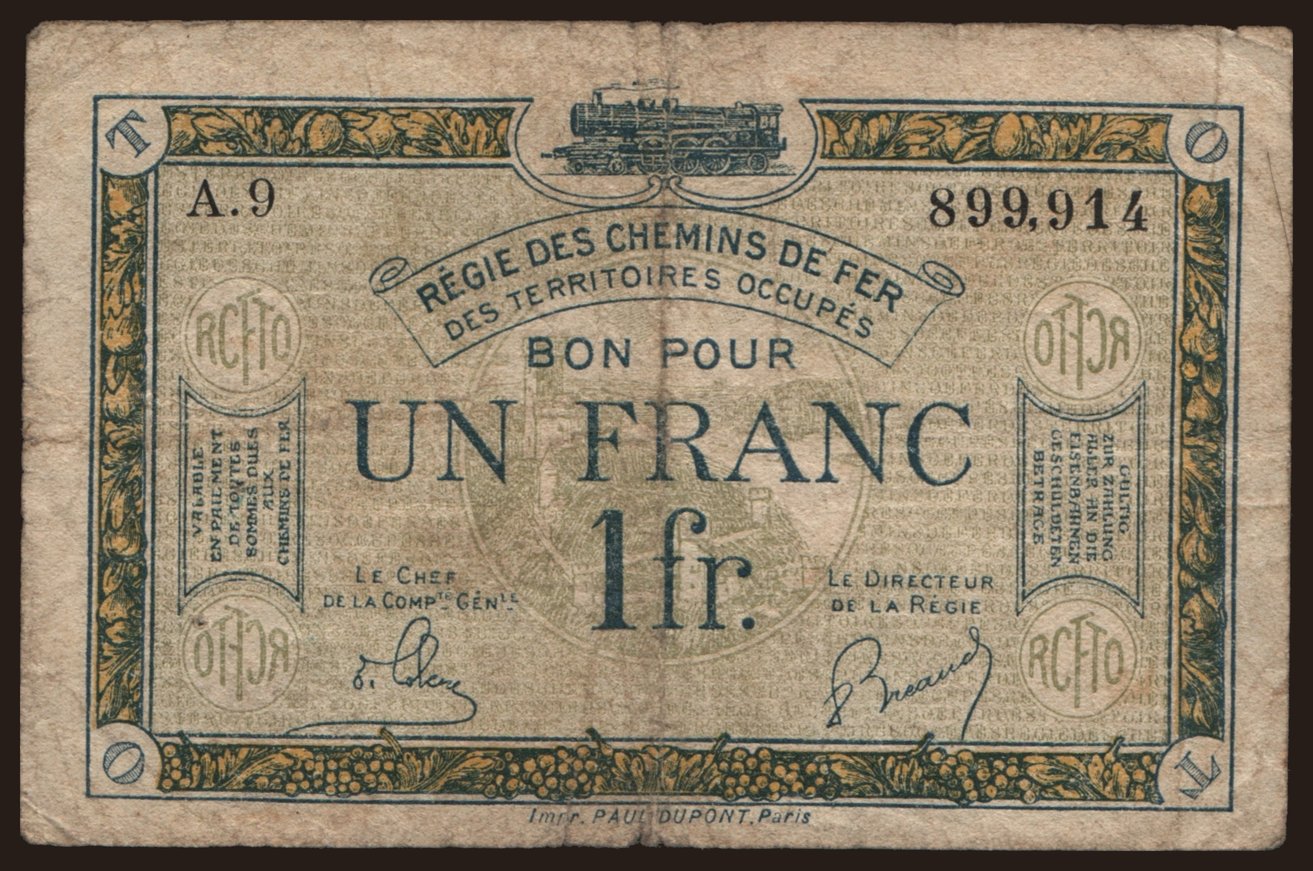 T
O
A.9
899,914
RÉGIE DES CHEMINS DE FER
DES TERRITOIRES OCCUPÉS
BON POUR
UN FRANC
1fr.
RCFTO
RCFTO
VALABLE
EN PAIEMENT
DE TOUTES
SOMMES DUES
AUX
CHEMINS DE FER
GÜLTIG
ZUR ZAHLUNG
ALLER AN DIE
EISENBAHNEN
GESCHULDETEN
BETRAGE
LE CHEF
DE LA COMPTE GÉNLE
LE DIRECTEUR
DE LA RÉGIE
RCFTO
RCFTO
O
T
Impr. PAUL DUPONT, Paris